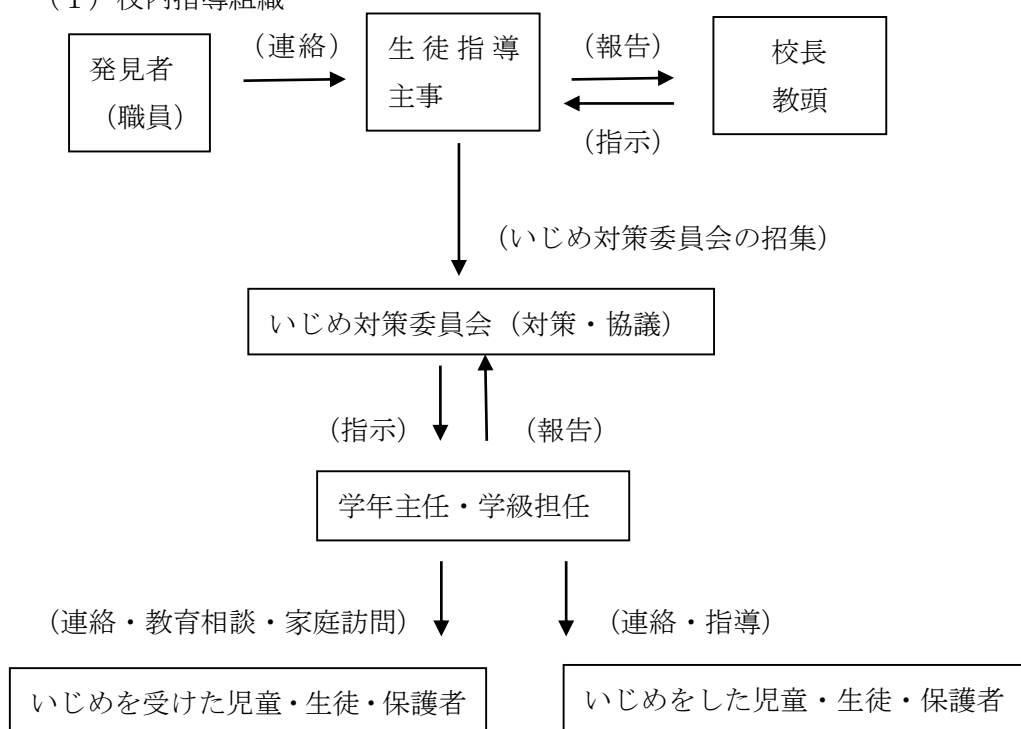 （１）校内指導組織
（連絡）
（報告）
発見者
（職員）
生徒指導
主事
校長
教頭
（指示）
（いじめ対策委員会の招集）
いじめ対策委員会（対策・協議）
（指示）
（報告）
学年主任・学級担任
（連絡・教育相談・家庭訪問）
（連絡・指導）
いじめを受けた児童・生徒・保護者
いじめをした児童・生徒・保護者